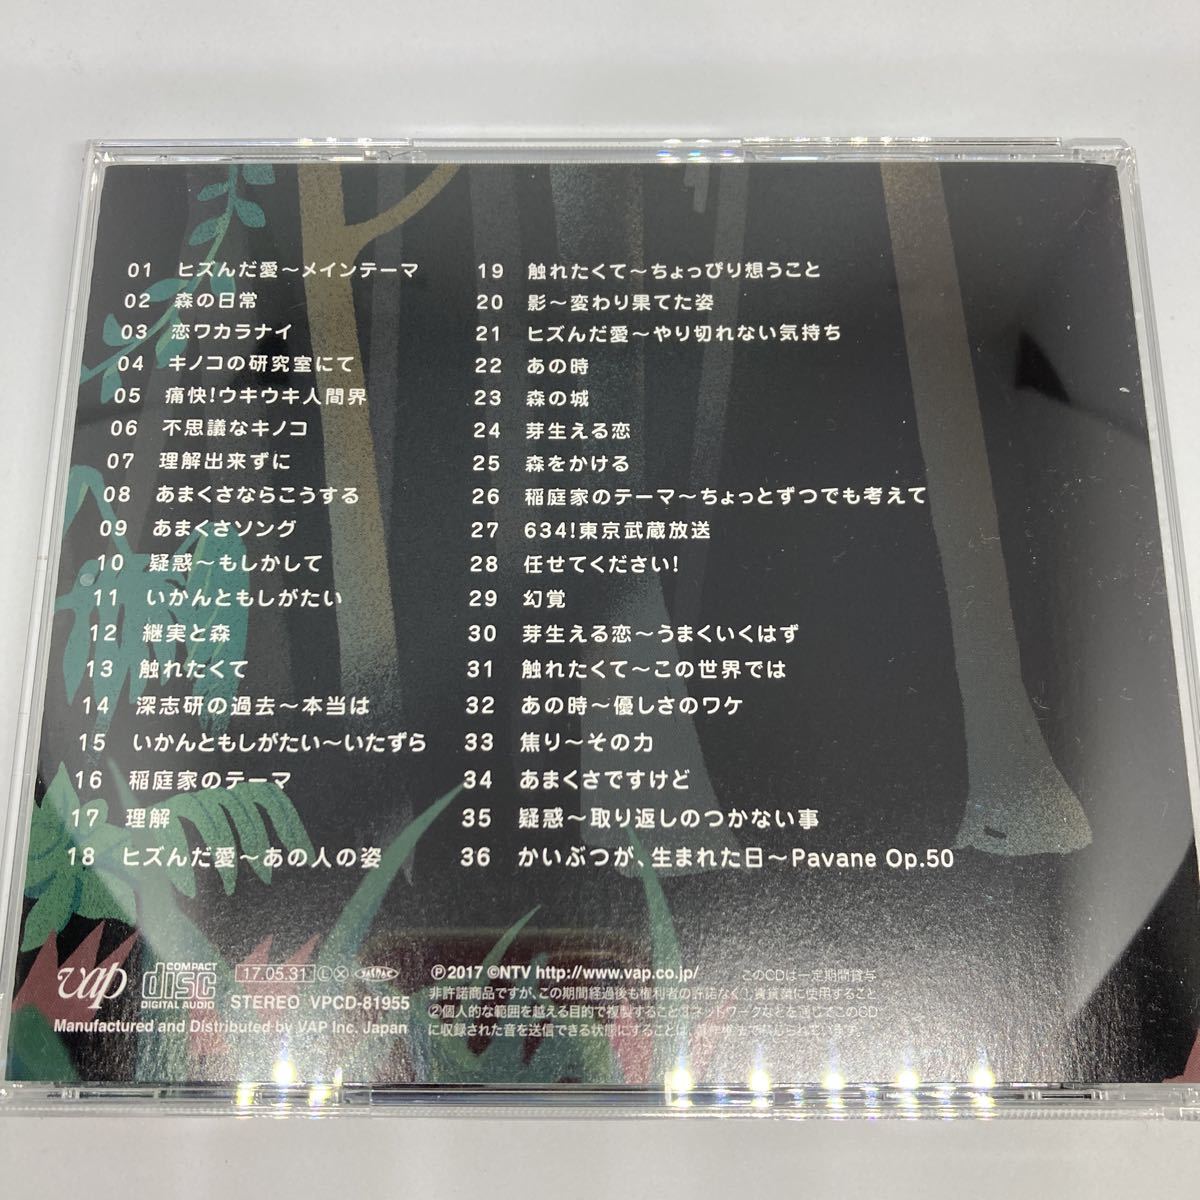 01 ヒズんだ愛〜メインテーマ
02 森の日常
03 恋ワカラナイ
04 キノコの研究室にて
05 痛快!ウキウキ人間界
06 不思議なキノコ
07 理解出来ずに
08 あまくさならこうする
09 あまくさソング
10 疑惑〜もしかして
11 いかんともしがたい
12 継実と森
13 触れたくて
14 深志研の過去〜本当は
15 いかんともしがたい〜いたずら
16 稲庭家のテーマ
17 理解
18 ヒズんだ愛〜あの人の姿
19 触れたくて〜ちょっぴり想うこと
20 影〜変わり果てた姿
21 ヒズんだ愛〜やり切れない気持ち
22 あの時
23 森の城
24 芽生える恋
25 森をかける
26 稲庭家のテーマ〜ちょっとずつでも考えて
27 634!東京武蔵放送
28 任せてください!
29 幻覚
30 芽生える恋〜うまくいくはず
31 触れたくて〜この世界では
32 あの時〜優しさのワケ
33 焦り〜その力
34 あまくさですけど
35 疑惑〜取り返しのつかない事
36 かいぶつが、生まれた日〜Pavane Op.50
vap COMPACT disc DIGITAL AUDIO 17.05.31 Ⓛ Ⓧ
STEREO VPCD-81955
Manufactured and Distributed by VAP Inc. Japan
℗2017 ©NTV http://www.vap.co.jp/ このCDは一定期間貸与
非許諾商品ですが、この期間経過後も権利者の許諾なく①賃貸業に使用すること
②個人的な範囲を越える目的で複製すること③ネットワークなどを通じてこのCD
に収録された音を送信できる状態にすることは、